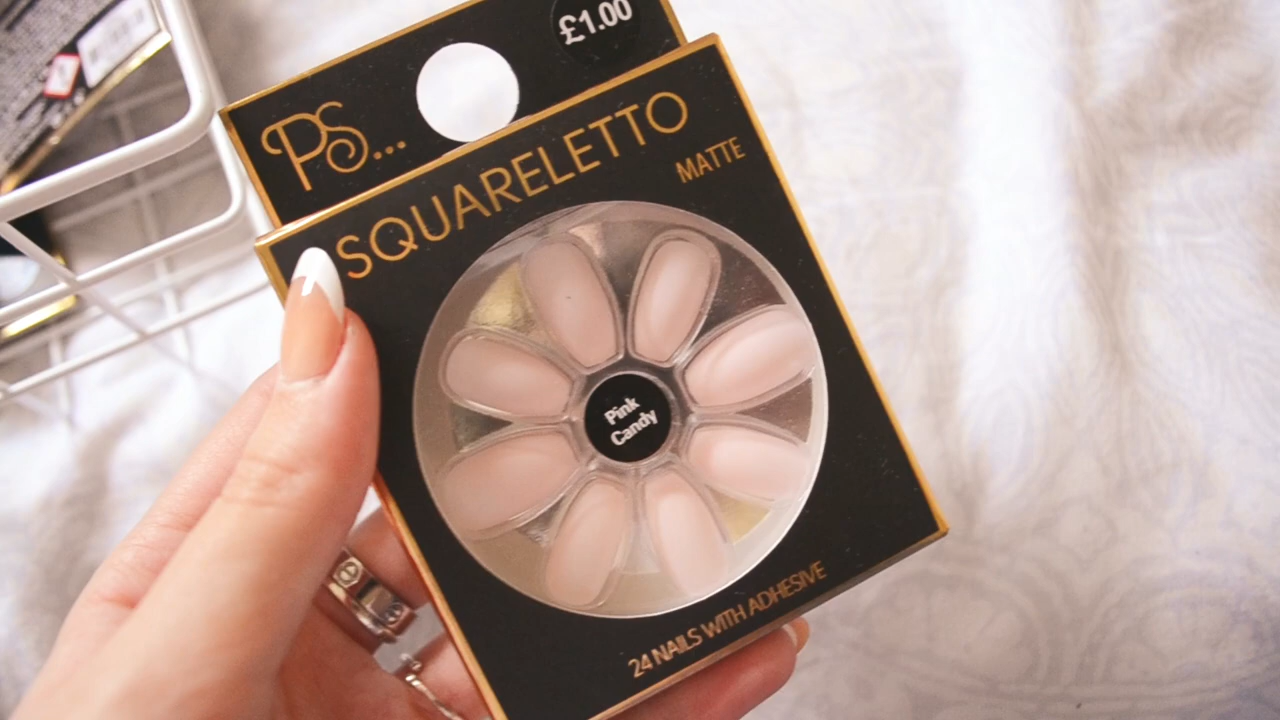 £1.00
PS...
SQUARELETTO
MATTE
Pink
Candy
24 NAILS WITH ADHESIVE